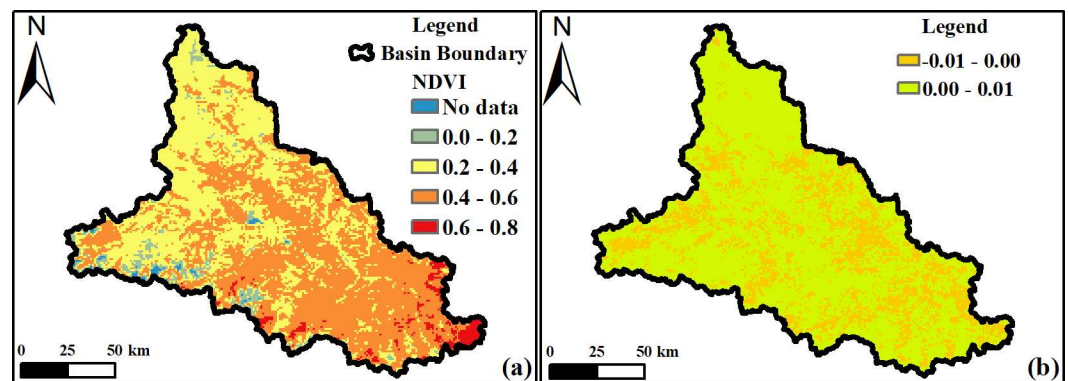 N
Legend
Basin Boundary
NDVI
No data
0.0 - 0.2
0.2 - 0.4
0.4 - 0.6
0.6 - 0.8
0 25 50 km
(a)
N
Legend
-0.01 - 0.00
0.00 - 0.01
0 25 50 km
(b)